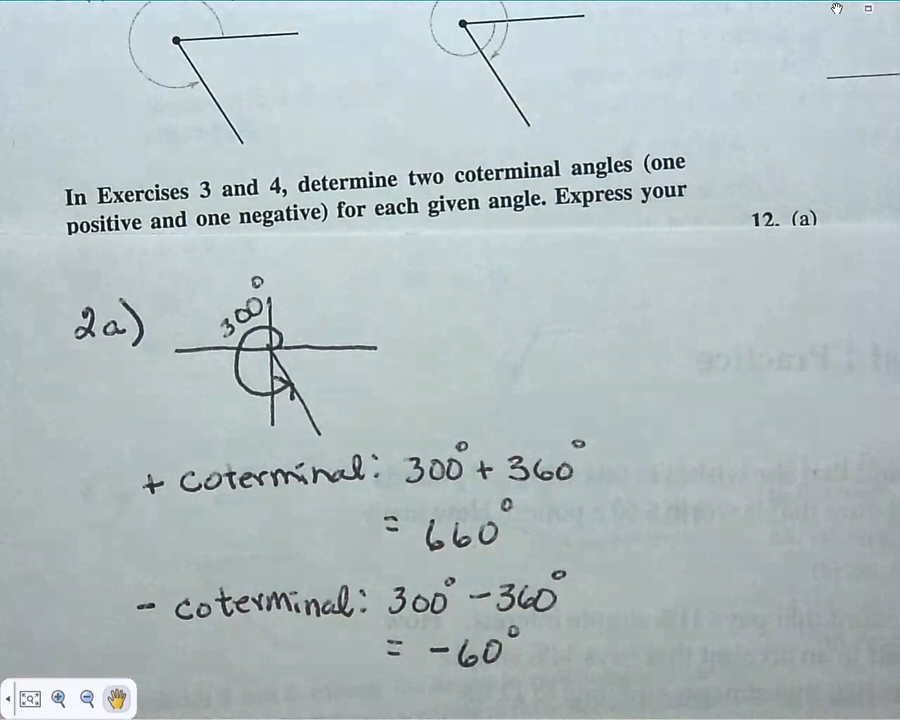 In Exercises 3 and 4, determine two coterminal angles (one
positive and one negative) for each given angle. Express your
12. (a)
2a)
300°
+ coterminal: 300° + 360°
= 660°
- coterminal: 300° - 360°
= -60°